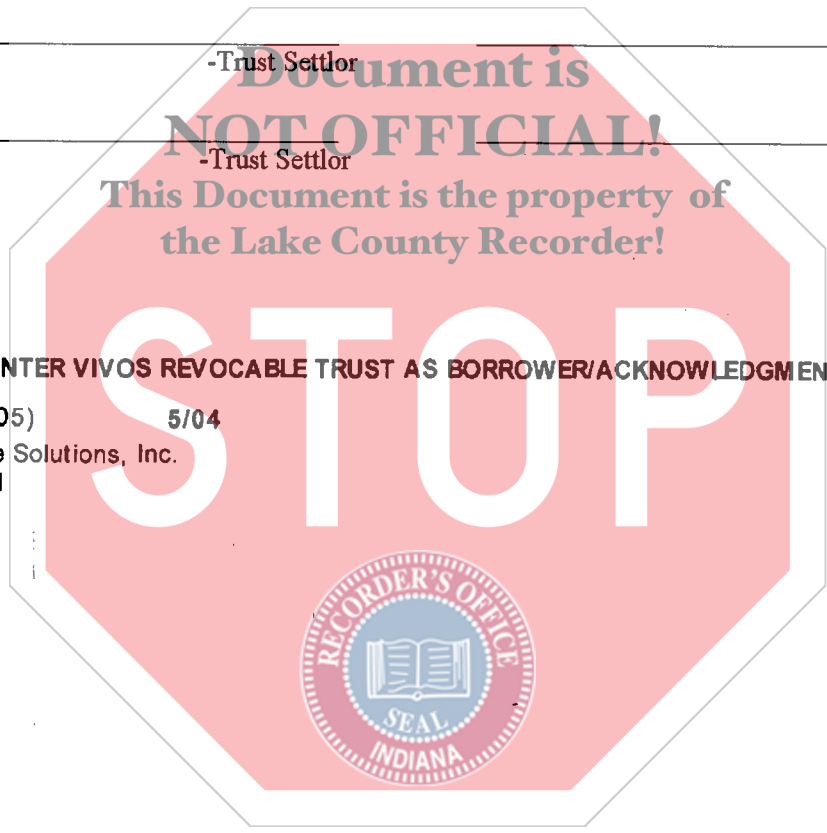 -Trust Settlor
Document is
NOT OFFICIAL!
-Trust Settlor
This Document is the property of
the Lake County Recorder!
STOP
NTER VIVOS REVOCABLE TRUST AS BORROWER/ACKNOWLEDGMEN
05) 5/04
e Solutions, Inc.
RECORDER'S OFFICE
SEAL
INDIANA